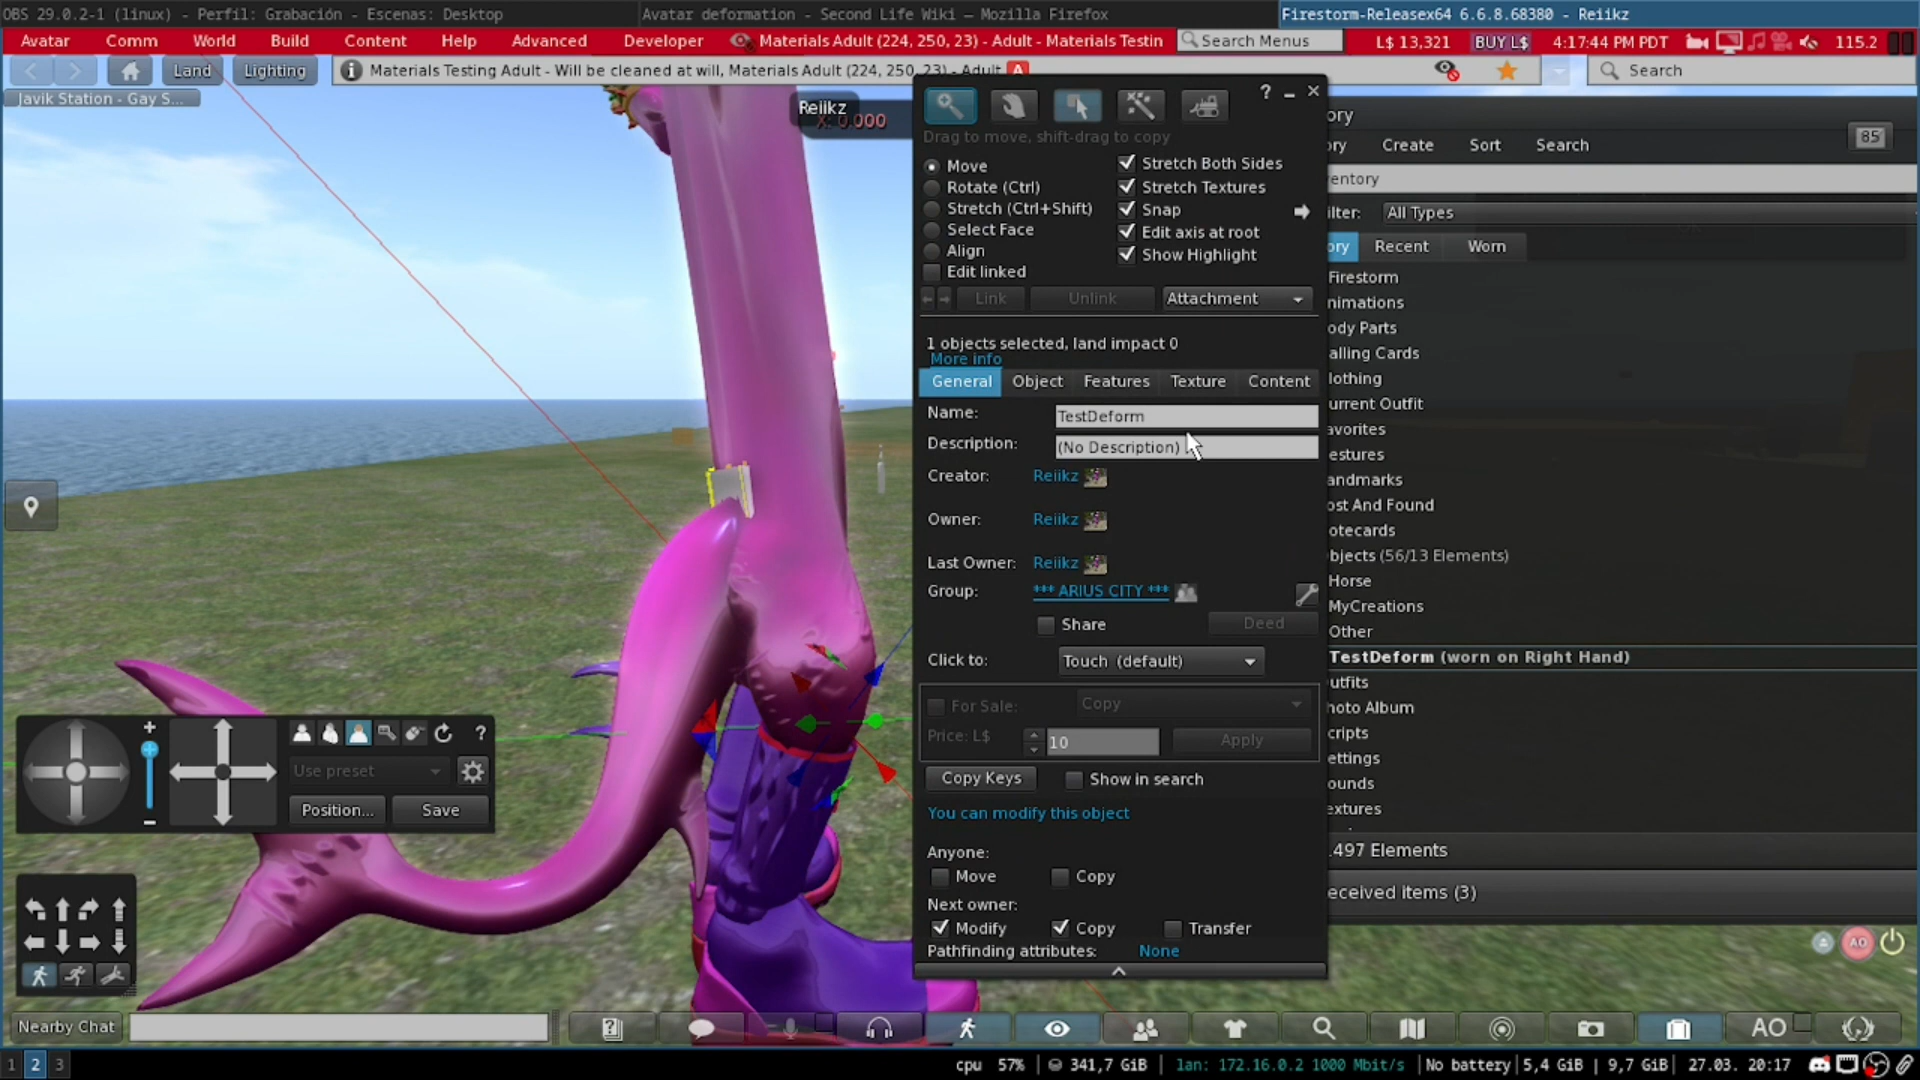 OBS 29.0.2-1 (linux) - Perfil: Grabación - Escenas: Desktop
Avatar deformation - Second Life Wiki — Mozilla Firefox
Firestorm-Releasex64 6.6.8.68380 - Reiikz
Avatar Comm World Build Content Help Advanced Developer
Materials Adult (224, 250, 23) - Adult - Materials Testin
Search Menus
L$ 13,321
BUY L$
4:17:44 PM PDT
115.2
Land
Lighting
Materials Testing Adult - Will be cleaned at will, Materials Adult (224, 250, 23) - Adult A
Search
Javik Station - Gay S...
Reiikz
X: 0.000
? _ ×
Drag to move, shift-drag to copy
Move
Rotate (Ctrl)
Stretch (Ctrl+Shift)
Select Face
Align
Edit linked
Stretch Both Sides
Stretch Textures
Snap
Edit axis at root
Show Highlight
Link
Unlink
Attachment
1 objects selected, land impact 0
More info
General Object Features Texture Content
Name: TestDeform
Description: (No Description)
Creator: Reiikz
Owner: Reiikz
Last Owner: Reiikz
Group: *** ARIUS CITY ***
Share
Deed
Click to: Touch (default)
For Sale: Copy
Price: L$ 10
Apply
Copy Keys
Show in search
You can modify this object
Anyone:
Move Copy
Next owner:
Modify Copy Transfer
Pathfinding attributes: None
ory
85
ry Create Sort Search
entory
ilter: All Types
ory Recent Worn
Firestorm
nimations
ody Parts
alling Cards
lothing
urrent Outfit
avorites
estures
andmarks
ost And Found
otecards
bjects (56/13 Elements)
Horse
MyCreations
Other
TestDeform (worn on Right Hand)
utfits
hoto Album
cripts
ettings
ounds
extures
497 Elements
eceived items (3)
AO
Use preset
?
Position...
Save
Nearby Chat
AO
1 2 3
cpu 57% | 341,7 GiB | lan: 172.16.0.2 1000 Mbit/s | No battery | 5,4 GiB | 9,7 GiB | 27.03. 20:17